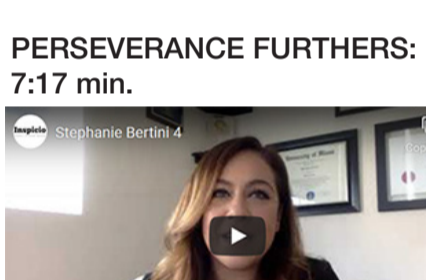 PERSEVERANCE FURTHERS:
7:17 min.
Inspicio
Stephanie Bertini 4
University of Miami